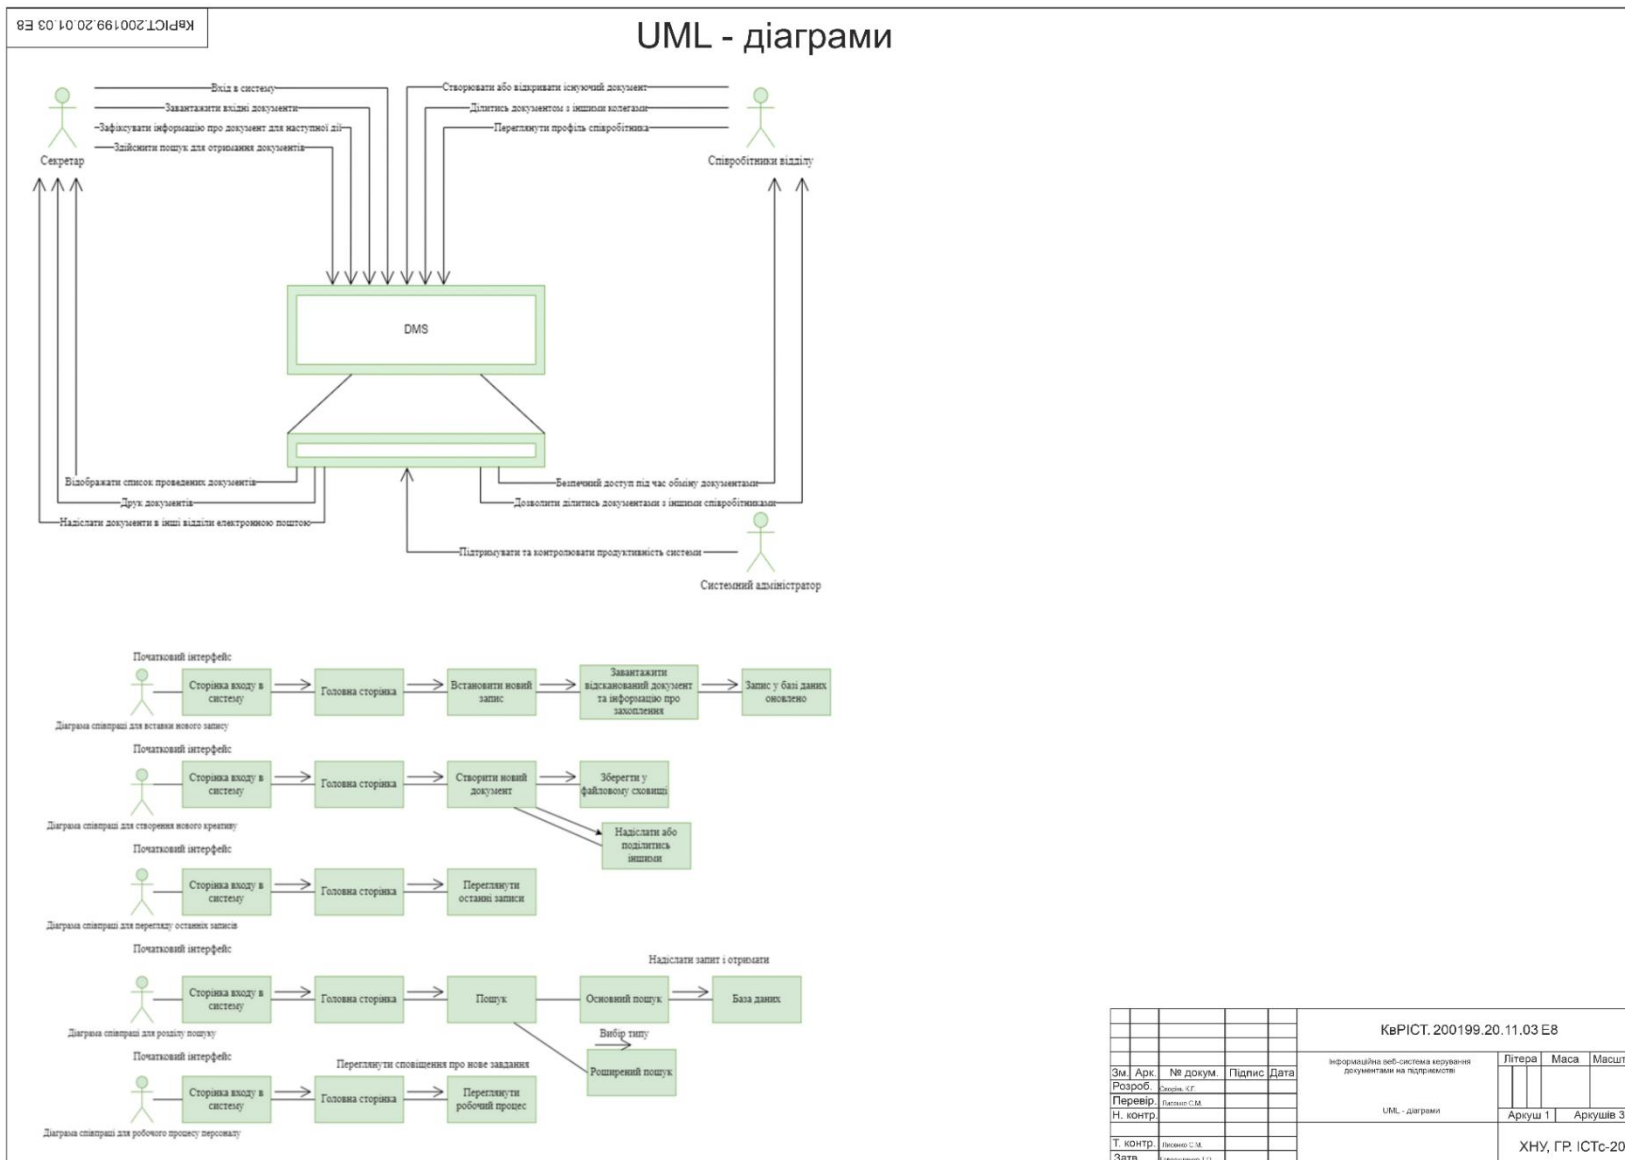 КвРІСТ.200199.20.01.03 Е8
UML - діаграми
Вхід в систему
Завантажити вхідні документи
Зафіксувати інформацію про документ для наступної дії
Здійснити пошук для отримання документів
Секретар
Створювати або відкривати існуючий документ
Ділитись документом з іншими колегами
Переглянути профіль співробітника
Співробітники відділу
DMS
Відображати список проведених документів
Друк документів
Надіслати документи в інші відділи електронною поштою
Безпечний доступ під час обміну документами
Дозволити ділитись документами з іншими співробітниками
Підтримувати та контролювати продуктивність системи
Системний адміністратор
Початковий інтерфейс
Сторінка входу в
систему
Головна сторінка
Встановити новий
запис
Завантажити
відсканований документ
та інформацію про
захоплення
Запис у базі даних
оновлено
Діаграма співпраці для вставки нового запису
Початковий інтерфейс
Сторінка входу в
систему
Головна сторінка
Створити новий
документ
Зберегти у
файловому сховищі
Надіслати або
поділитись
іншими
Діаграма співпраці для створення нового креативу
Початковий інтерфейс
Сторінка входу в
систему
Головна сторінка
Переглянути
останні записи
Діаграма співпраці для перегляду останніх записів
Початковий інтерфейс
Надіслати запит і отримати
Сторінка входу в
систему
Головна сторінка
Пошук
Основний пошук
База даних
Діаграма співпраці для розділу пошуку
Вибір типу
Розширений пошук
Початковий інтерфейс
Переглянути сповіщення про нове завдання
Сторінка входу в
систему
Головна сторінка
Переглянути
робочий процес
Діаграма співпраці для робочого процесу персоналу
КвРІСТ. 200199.20.11.03 Е8
Інформаційна веб-система керування
документами на підприємстві
UML - діаграми
Літера Маса Масшт
Зм. Арк. № докум. Підпис Дата
Розроб.
Перевір.
Н. контр.
Т. контр.
Затв.
Аркуш 1 Аркушів 3
ХНУ, ГР. ІСТс-20